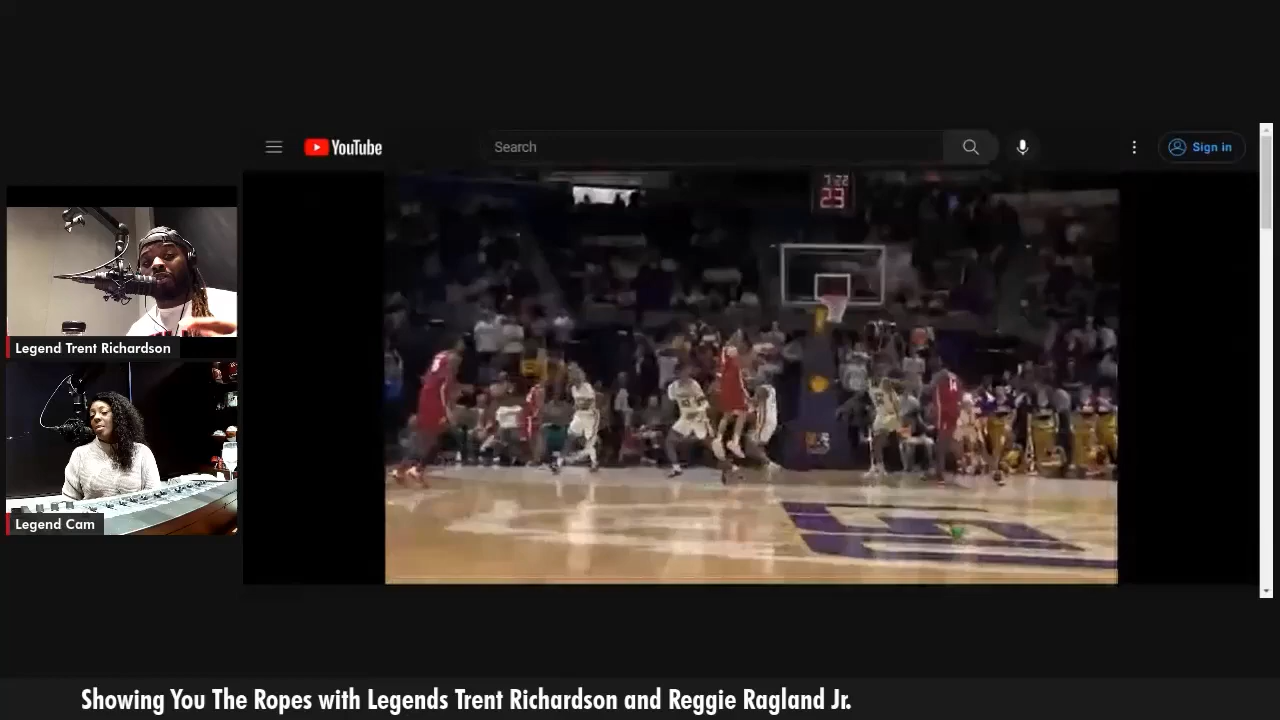 YouTube
Search
Sign in
7:22
23
Legend Trent Richardson
Legend Cam
Showing You The Ropes with Legends Trent Richardson and Reggie Ragland Jr.